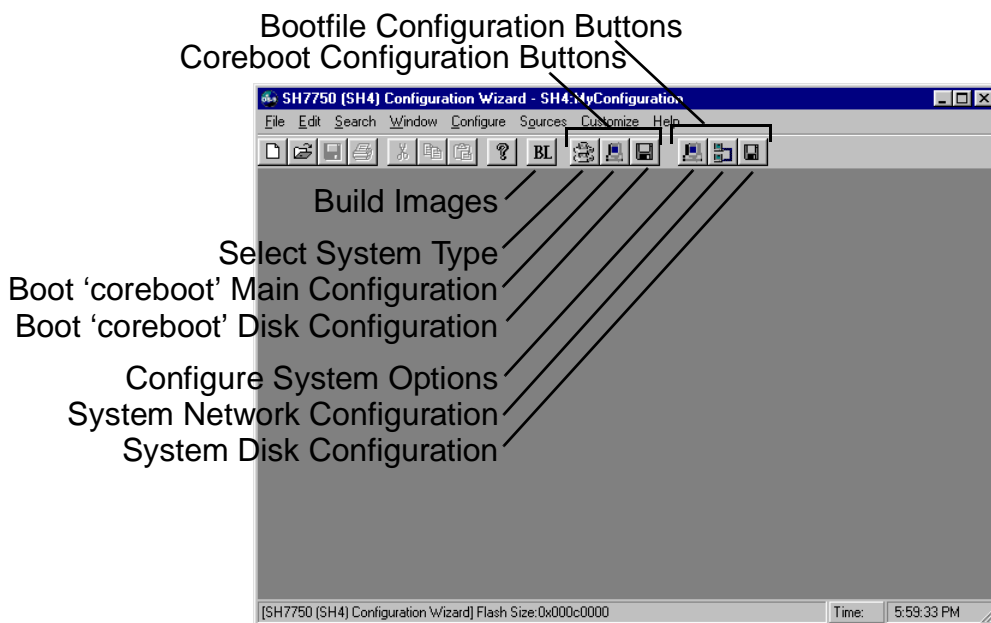 Bootfile Configuration Buttons
Coreboot Configuration Buttons
SH7750 (SH4) Configuration Wizard - SH4:MyConfiguration
File Edit Search Window Configure Sources Customize Help
BL
Build Images
Select System Type
Boot ‘coreboot’ Main Configuration
Boot ‘coreboot’ Disk Configuration
Configure System Options
System Network Configuration
System Disk Configuration
[SH7750 (SH4) Configuration Wizard] Flash Size:0x000c0000 Time: 5:59:33 PM